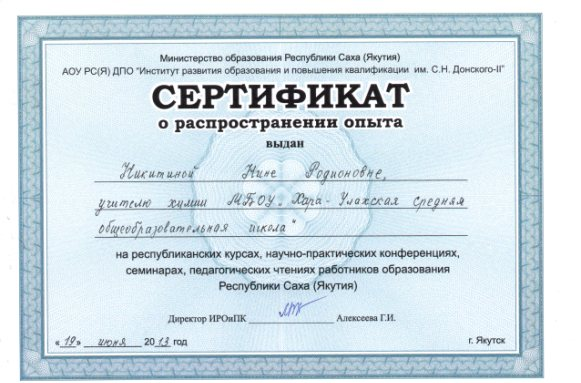 Министерство образования Республики Саха (Якутия)
АОУ РС(Я) ДПО "Институт развития образования и повышения квалификации им. С.Н. Донского-II"
СЕРТИФИКАТ
о распространении опыта
выдан
Никитиной Нине Родионовне,
учителю химии МБОУ „Хара-Улахская средняя
общеобразовательная школа"
на республиканских курсах, научно-практических конференциях,
семинарах, педагогических чтениях работников образования
Республики Саха (Якутия)
Директор ИРОиПК Алексеева Г.И.
«19» июня 2013 год г. Якутск